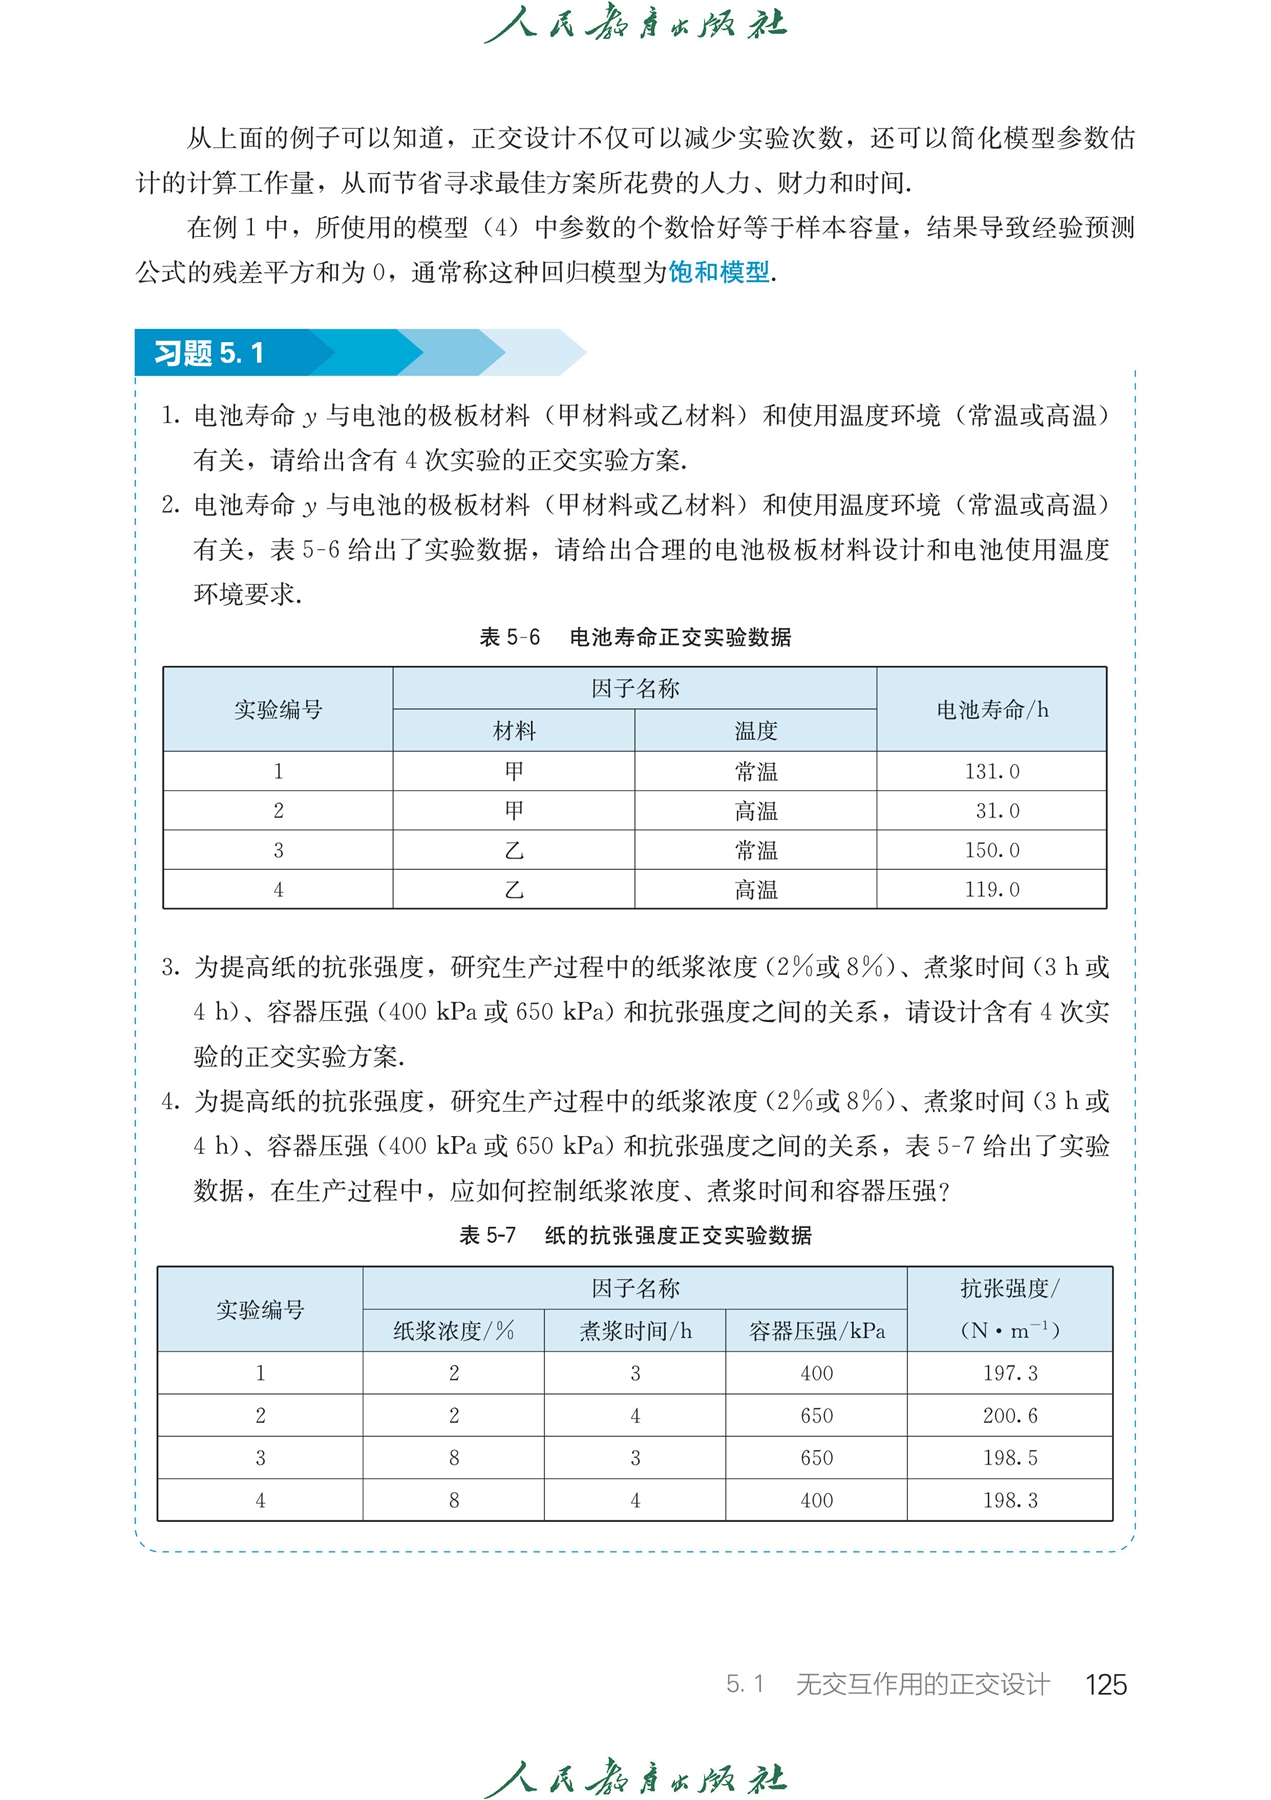 人民教育出版社
从上面的例子可以知道，正交设计不仅可以减少实验次数，还可以简化模型参数估
计的计算工作量，从而节省寻求最佳方案所花费的人力、财力和时间.
在例1中，所使用的模型（4）中参数的个数恰好等于样本容量，结果导致经验预测
公式的残差平方和为0，通常称这种回归模型为饱和模型.
习题 5.1
1. 电池寿命 y 与电池的极板材料（甲材料或乙材料）和使用温度环境（常温或高温）
有关，请给出含有 4 次实验的正交实验方案.
2. 电池寿命 y 与电池的极板材料（甲材料或乙材料）和使用温度环境（常温或高温）
有关，表 5-6 给出了实验数据，请给出合理的电池极板材料设计和电池使用温度
环境要求.
表 5-6 电池寿命正交实验数据
实验编号 因子名称 电池寿命/h
材料 温度
1 甲 常温 131.0
2 甲 高温 31.0
3 乙 常温 150.0
4 乙 高温 119.0
3. 为提高纸的抗张强度，研究生产过程中的纸浆浓度（2%或8%）、煮浆时间（3 h或
4 h）、容器压强（400 kPa或650 kPa）和抗张强度之间的关系，请设计含有 4 次实
验的正交实验方案.
4. 为提高纸的抗张强度，研究生产过程中的纸浆浓度（2%或8%）、煮浆时间（3 h或
4 h）、容器压强（400 kPa或650 kPa）和抗张强度之间的关系，表 5-7 给出了实验
数据，在生产过程中，应如何控制纸浆浓度、煮浆时间和容器压强？
表 5-7 纸的抗张强度正交实验数据
实验编号 因子名称 抗张强度/
纸浆浓度/% 煮浆时间/h 容器压强/kPa （N·m⁻¹）
1 2 3 400 197.3
2 2 4 650 200.6
3 8 3 650 198.5
4 8 4 400 198.3
5.1 无交互作用的正交设计 125
人民教育出版社